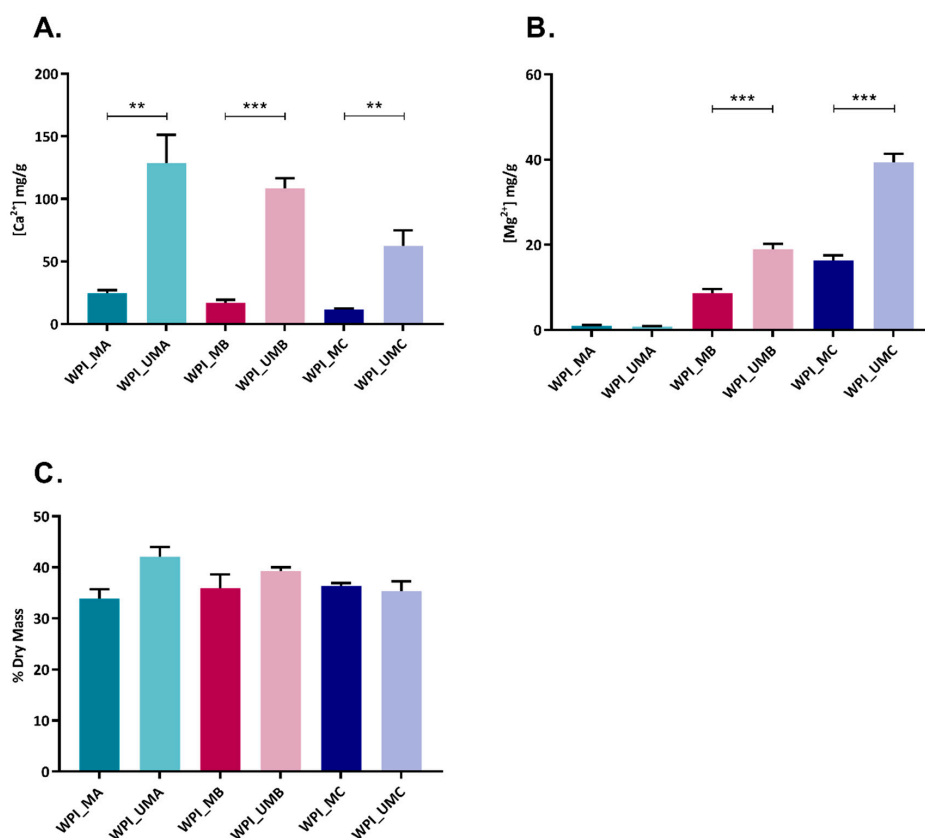 A.
[Ca²⁺] mg/g
200
150
100
50
0
** *** **
WPI_MA WPI_UMA WPI_MB WPI_UMB WPI_MC WPI_UMC
B.
[Mg²⁺] mg/g
60
40
20
0
*** ***
WPI_MA WPI_UMA WPI_MB WPI_UMB WPI_MC WPI_UMC
C.
% Dry Mass
50
40
30
20
10
0
WPI_MA WPI_UMA WPI_MB WPI_UMB WPI_MC WPI_UMC